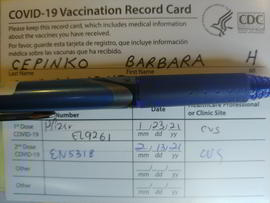 COVID-19 Vaccination Record Card
Please keep this record card, which includes medical information
about the vaccines you have received.
CDC
Por favor, guarde esta tarjeta de registro, que incluye información
médica sobre las vacunas que ha recibido.
CEPINKO BARBARA H
Last Name First Name
Healthcare Professional
Number Date or Clinic Site
1st Dose
COVID-19
EL9261
1/23/21
mm dd yy
CVS
2nd Dose
COVID-19
EN5318
2/13/21
mm dd yy
CVS
Other
mm dd yy
Other
mm dd yy